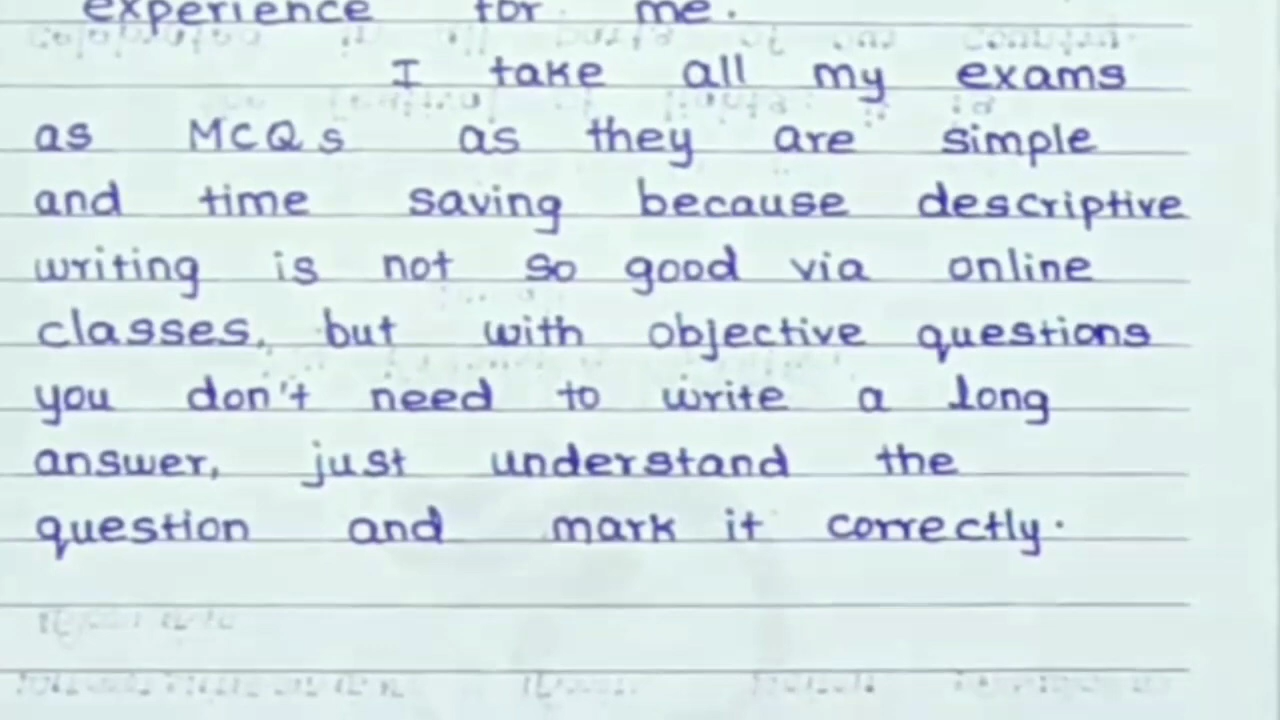 experience for me.
I take all my exams
as MCQs as they are simple
and time saving because descriptive
writing is not so good via online
classes, but with objective questions
you don't need to write a long
answer, just understand the
question and mark it correctly.